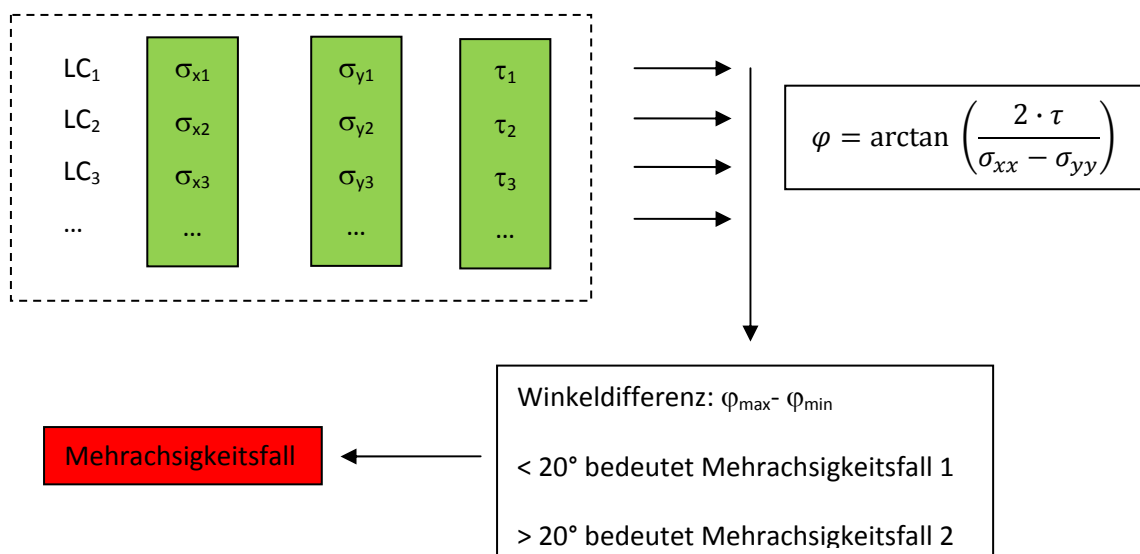 LC₁ σx1 σy1 τ₁
LC₂ σx2 σy2 τ₂
LC₃ σx3 σy3 τ₃
... ... ... ...
φ = arctan (2 · τ / (σxx − σyy))
Winkeldifferenz: φmax- φmin
< 20° bedeutet Mehrachsigkeitsfall 1
> 20° bedeutet Mehrachsigkeitsfall 2
Mehrachsigkeitsfall